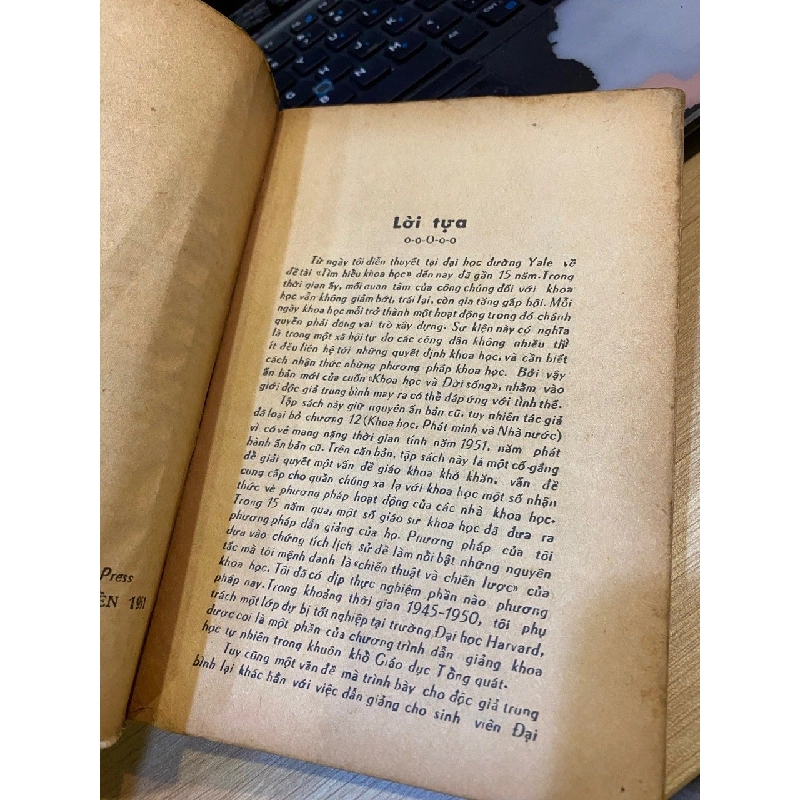 Press
ÊN 1951
Lời tựa
o-o-O-o-o
Từ ngày tôi diễn thuyết tại đại học đường Yale về
đề tài «Tìm hiểu khoa học» đến nay đã gần 15 năm. Trong
thời gian ấy, mối quan tâm của công chúng đối với khoa
học vẫn không giảm bớt, trái lại, còn gia tăng gấp bội. Mỗi
ngày khoa học mỗi trở thành một hoạt động trong đó chánh
quyền phải đóng vai trò xây dựng. Sự kiện này có nghĩa
là trong một xã hội tự do các công dân không nhiều thì
ít đều liên hệ tới những quyết định khoa học, và cần biết
cách nhận thức những phương pháp khoa học. Bởi vậy
ấn bản mới của cuốn «Khoa học và Đời sống», nhằm vào
giới độc giả trung bình may ra có thể đáp ứng với tình thế.
Tập sách này giữ nguyên ấn bản cũ, tuy nhiên tác giả
đã loại bỏ chương 12 (Khoa học, Phát minh và Nhà nước)
vì có vẻ mang nặng thời gian tính năm 1951, năm phát
hành ấn bản cũ. Trên căn bản, tập sách này là một cố-gắng
để giải quyết một vấn đề giáo khoa khó khăn, vấn đề
cung cấp cho quần chúng xa lạ với khoa học một số nhận
thức về phương pháp hoạt động của các nhà khoa học.
Trong 15 năm qua, một số giáo sư khoa học đã đưa ra
phương pháp dẫn giảng của họ. Phương pháp của tôi
dựa vào chứng tích lịch sử để làm nổi bật những nguyên
tắc mà tôi mệnh danh là «chiến thuật và chiến lược» của
khoa học. Tôi đã có dịp thực nghiệm phần nào phương
pháp này. Trong khoảng thời gian 1945-1950, tôi phụ
trách một lớp dự bị tốt nghiệp tại trường Đại học Harvard,
được coi là một phần của chương trình dẫn giảng khoa
học tự nhiên trong khuôn khổ Giáo dục Tổng quát.
Tuy cũng một vấn đề mà trình bày cho độc giả trung
bình lại khác hẳn với việc dẫn giảng cho sinh viên Đại